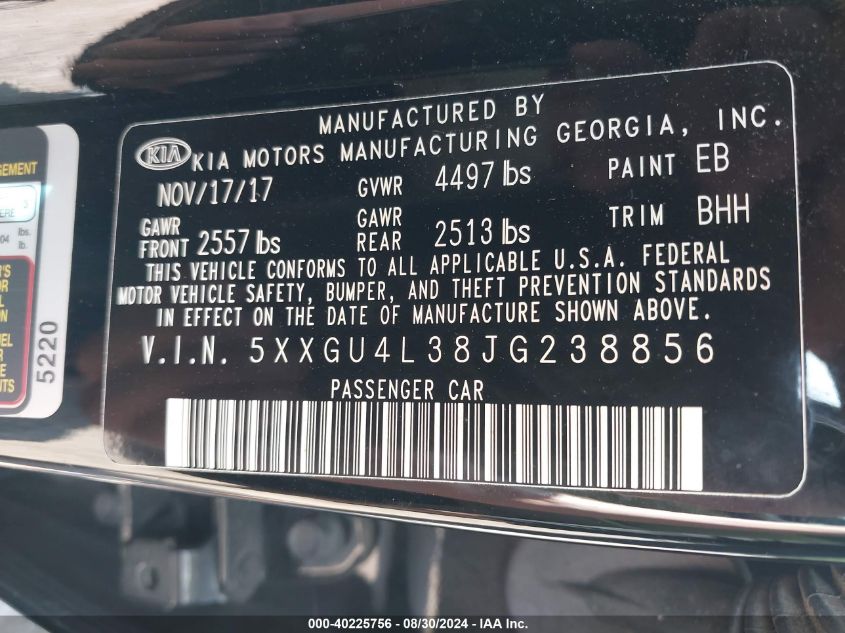 MANUFACTURED BY
KIA KIA MOTORS MANUFACTURING GEORGIA, INC.
NOV/17/17 GVWR 4497 lbs PAINT EB
GAWR FRONT 2557 lbs GAWR REAR 2513 lbs TRIM BHH
THIS VEHICLE CONFORMS TO ALL APPLICABLE U.S.A. FEDERAL
MOTOR VEHICLE SAFETY, BUMPER, AND THEFT PREVENTION STANDARDS
IN EFFECT ON THE DATE OF MANUFACTURE SHOWN ABOVE.
V.I.N. 5XXGU4L38JG238856
PASSENGER CAR
5220
000-40225756 - 08/30/2024 - IAA Inc.